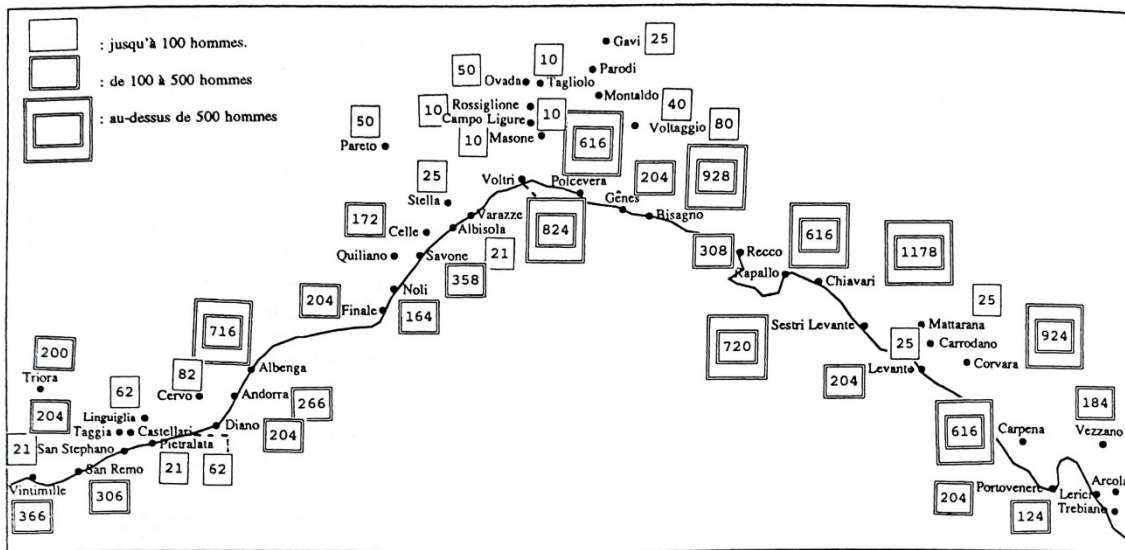 : jusqu'à 100 hommes.
: de 100 à 500 hommes
: au-dessus de 500 hommes
Gavi 25
10
50
Parodi
Ovada Tagliolo
Montaldo
10 Rossiglione 10 40
Campo Ligure
Voltaggio 80
50 10 Masone 616
Pareto
Voltri Polcevera 204 928
25
Stella
Gênes
Varazze Bisagno
172 Albisola 824
Celle
616
21 308 Recco 1178
Quiliano Savone
Rapallo Chiavari
358
Noli
204 25
Finale 164
716 Sestri Levante Mattarana
720 25 Carrodano 924
200
Corvara
Triora 82 Albenga Levante
62 Cervo Andorra 204
266 184
204 Linguiglia
Diano 616 Carpena Vezzano
Taggia Castellari 204
21 San Stephano Pietralata
21 62
San Remo
Vintimille Portovenere Arcola
306 204 Lerici
366 124 Trebiano